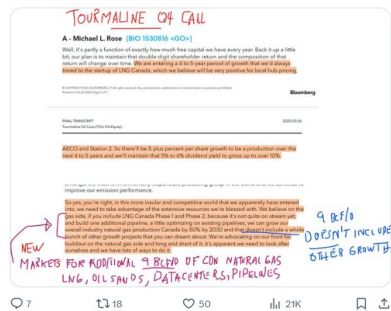 TOURMALINE Q4 CALL
A - Michael L. Rose (BIO 1530816 <GO>)
Well, it's partly a function of exactly how much free capital we have every year. Back it up a little
bit, our plan is to maintain that double-digit shareholder return and the composition of that
return will change over time. We are entering a 4 to 5-year period of growth that we'd always
timed to the startup of LNG Canada, which we believe will be very positive for local hub pricing,
Bloomberg
FINAL TRANSCRIPT
Tourmaline Oil Corp (TOU CN Equity)
AECO and Station 2. So there'll be 5 plus percent per share growth to be a production over the
next 4 to 5 years and we'll maintain that 5% to 6% dividend yield to gross up to over 10%.
improve our emission performance.
So yes, you're right, in this more insular and competitive world that we apparently have entered
into, we need to take advantage of the extensive resources we're blessed with. We believe on the
gas side, if you include LNG Canada Phase 1 and Phase 2, because it's not quite on stream yet,
and build one additional pipeline, a little optimizing on existing pipelines, we can grow our
overall industry natural gas production Canada by 50% by 2030 and that doesn't include a whole
bunch of other growth projects that you can dream about. We're advocating on our front for
buildout on the natural gas side and long and short of it, it's apparent we need to look after
ourselves and we have lots of ways to do it.
9 BCF/D
DOESN'T INCLUDE
OTHER GROWTH
NEW
MARKETS FOR ADDITIONAL 9 BCF/D OF CDN NATURAL GAS
LNG, OIL SANDS, DATACENTERS, PIPELINES
7 18 50 21K